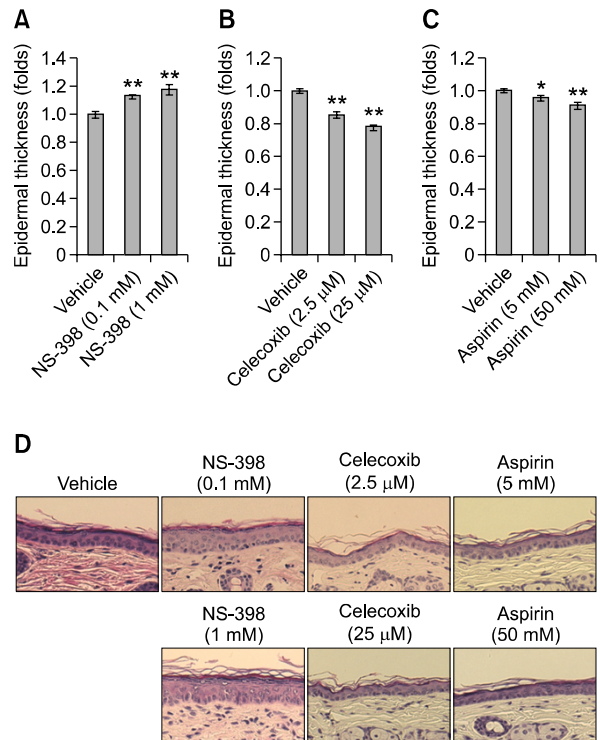 A
Epidermal thickness (folds)
1.4
1.2
1.0
0.8
0.6
0.4
0.2
0
**
**
Vehicle
NS-398 (0.1 mM)
NS-398 (1 mM)
B
Epidermal thickness (folds)
1.2
1.0
0.8
0.6
0.4
0.2
0
**
**
Vehicle
Celecoxib (2.5 μM)
Celecoxib (25 μM)
C
Epidermal thickness (folds)
1.2
1.0
0.8
0.6
0.4
0.2
0
*
**
Vehicle
Aspirin (5 mM)
Aspirin (50 mM)
D
Vehicle
NS-398
(0.1 mM)
Celecoxib
(2.5 μM)
Aspirin
(5 mM)
NS-398
(1 mM)
Celecoxib
(25 μM)
Aspirin
(50 mM)